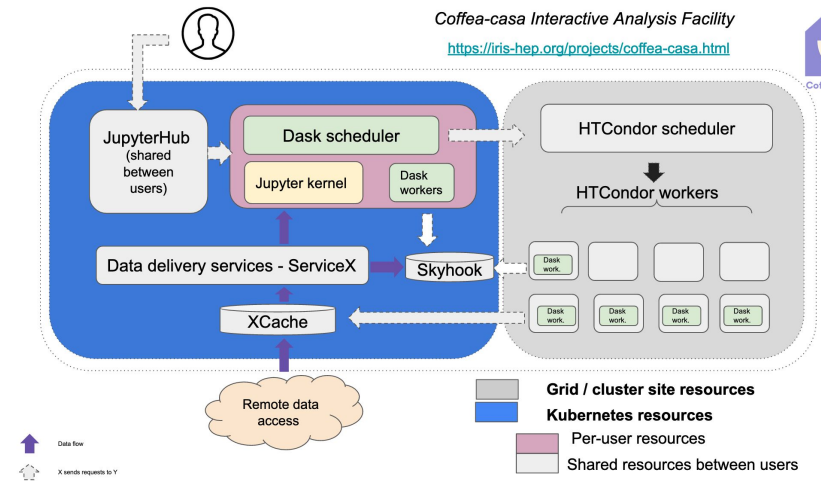 Coffea-casa Interactive Analysis Facility
https://iris-hep.org/projects/coffea-casa.html
JupyterHub
(shared
between
users)
Dask scheduler
Jupyter kernel
Dask
workers
HTCondor scheduler
HTCondor workers
Data delivery services - ServiceX
Skyhook
Dask
work.
XCache
Dask
work.
Dask
work.
Dask
work.
Dask
work.
Remote data
access
Grid / cluster site resources
Kubernetes resources
Per-user resources
Shared resources between users
Data flow
X sends requests to Y